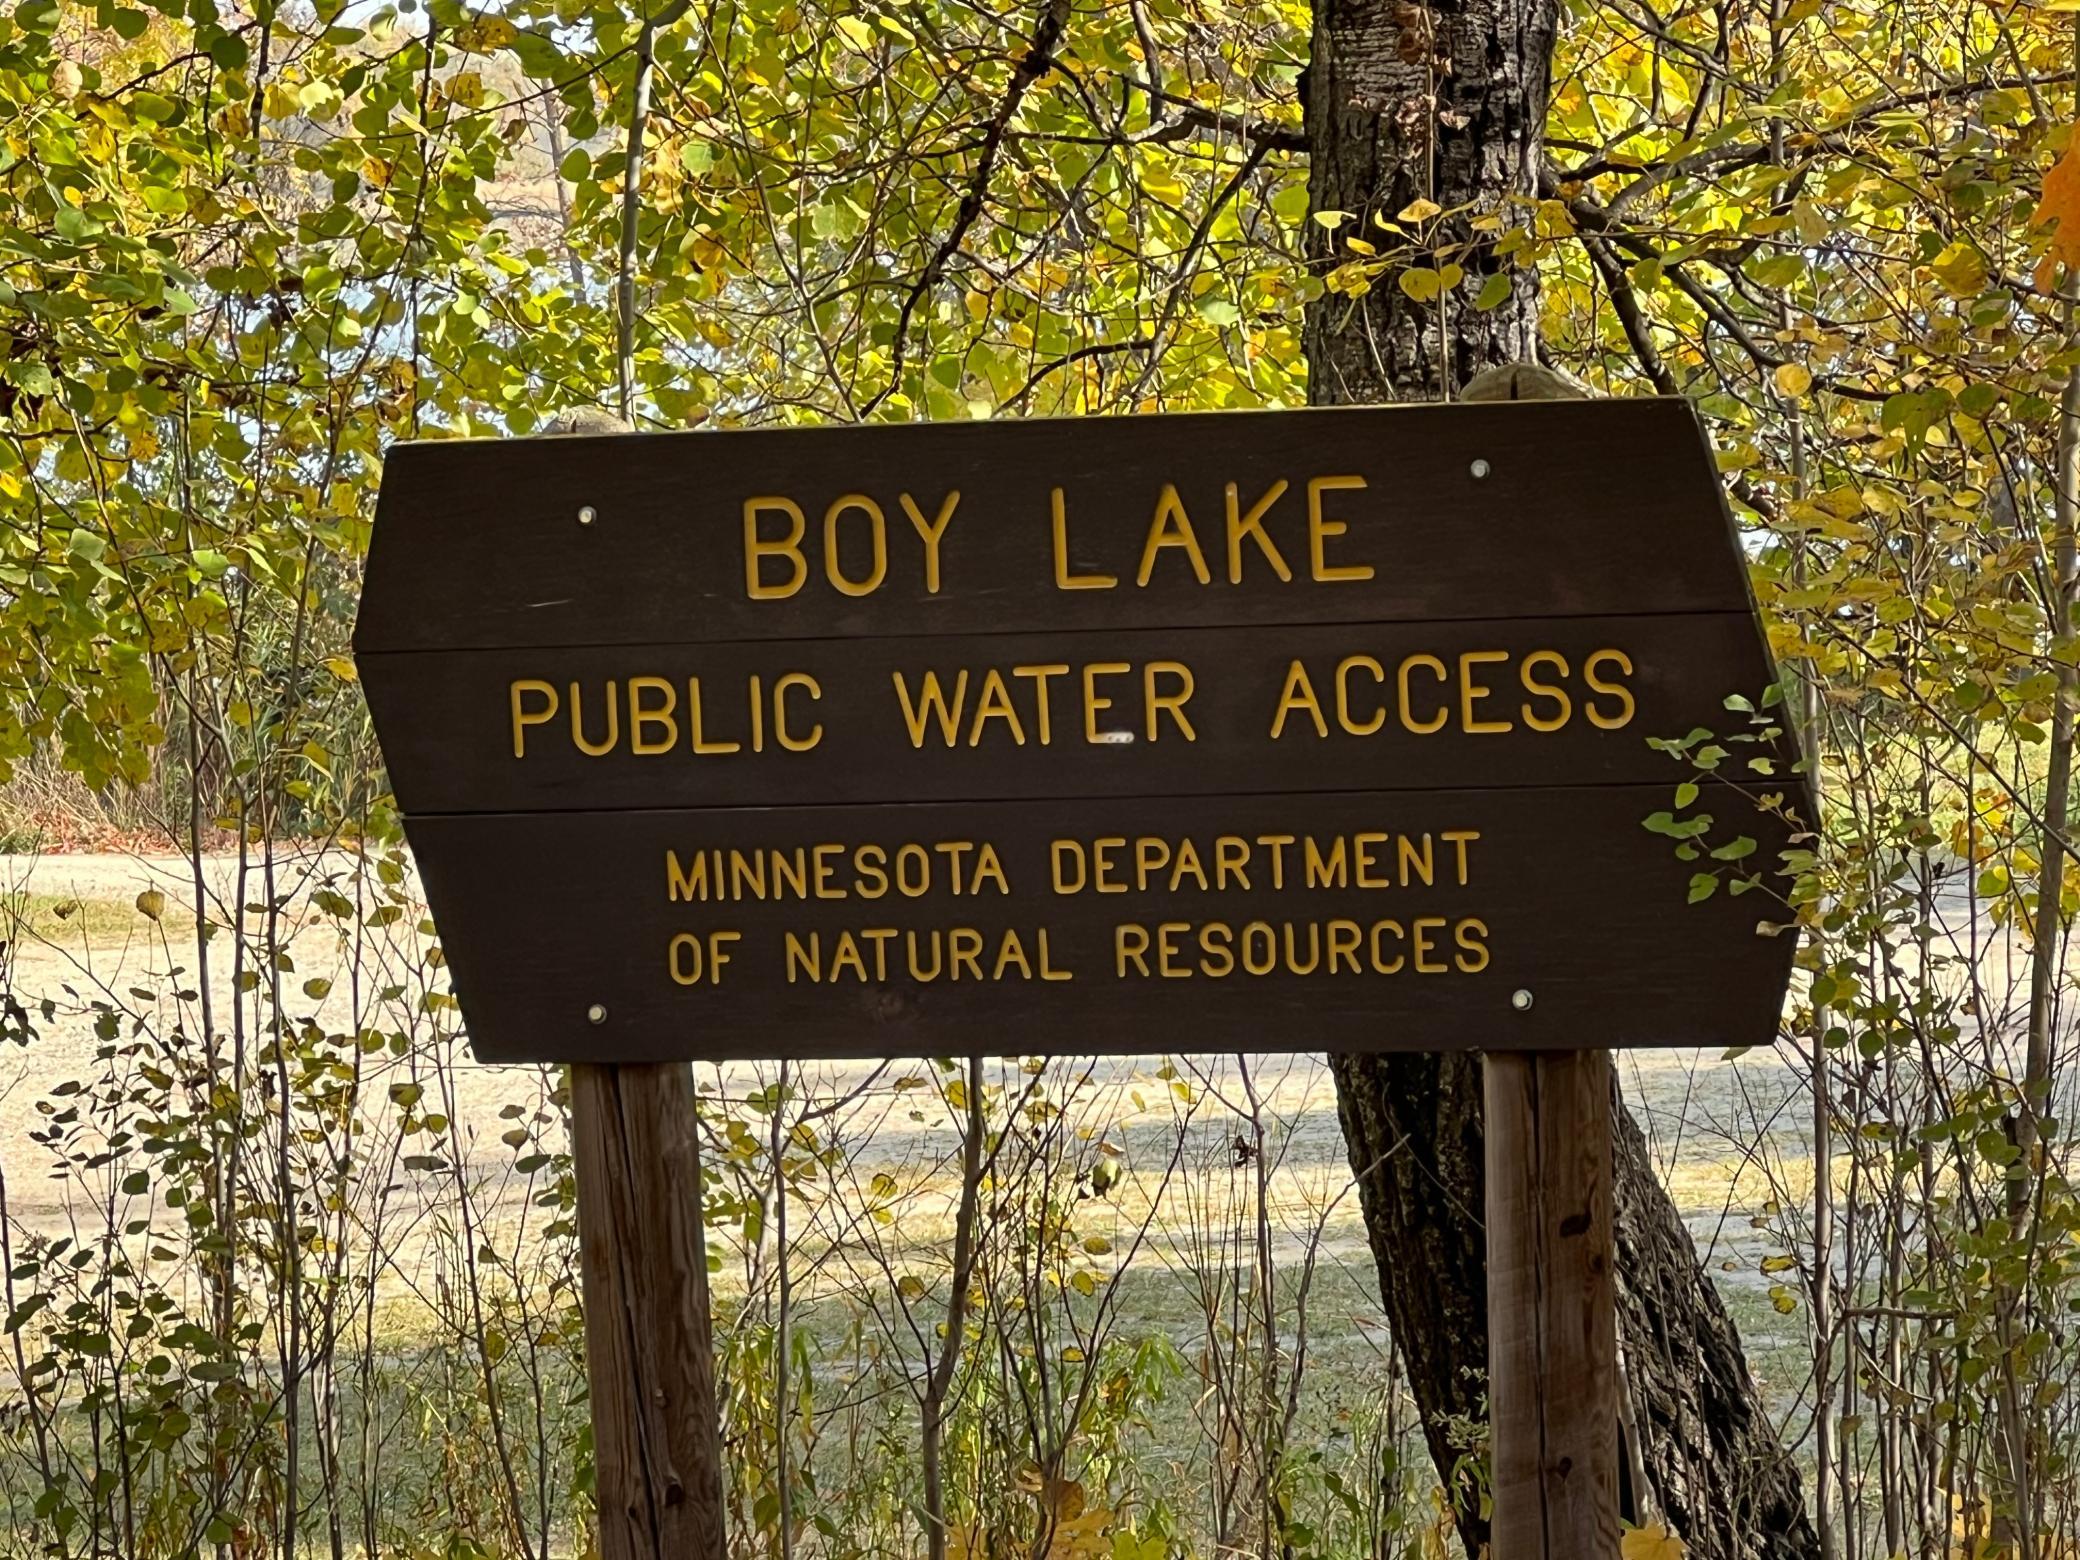 BOY LAKE
PUBLIC WATER ACCESS
MINNESOTA DEPARTMENT
OF NATURAL RESOURCES